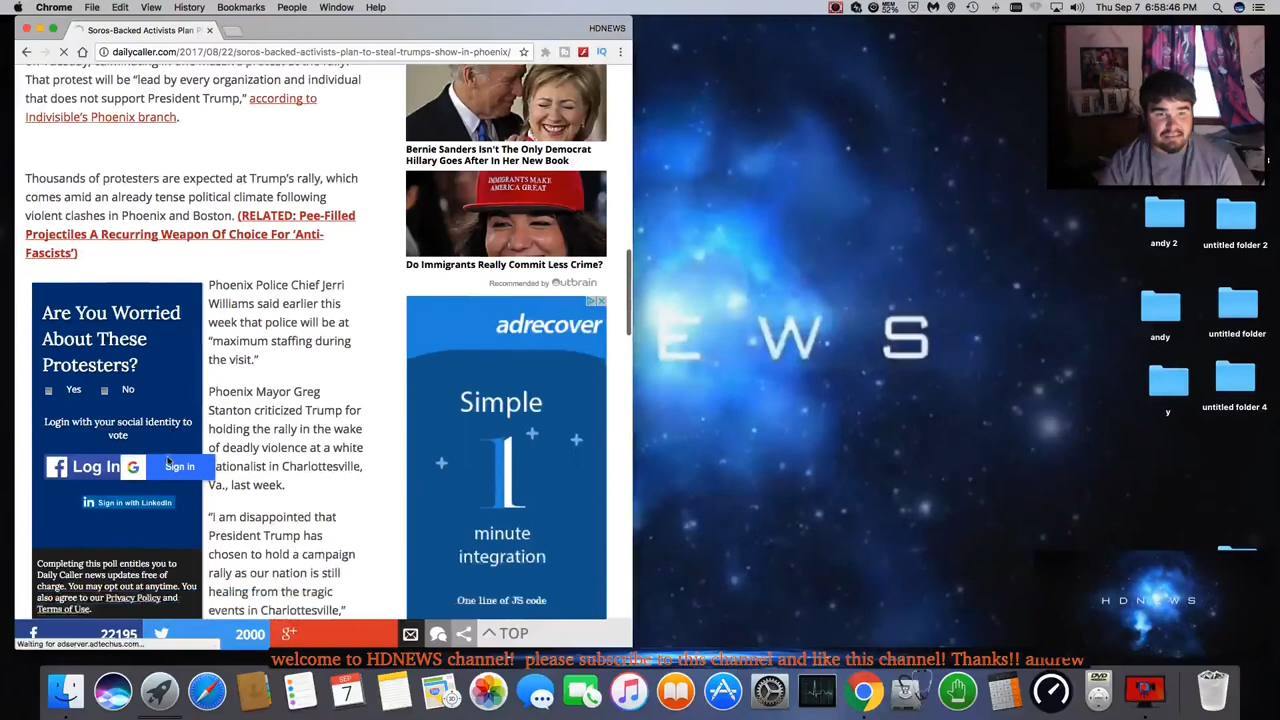 Chrome File Edit View History Bookmarks People Window Help
MEM 52%
Thu Sep 7 6:58:46 PM
Soros-Backed Activists Plan
HDNEWS
dailycaller.com/2017/08/22/soros-backed-activists-plan-to-steal-trumps-show-in-phoenix/
That protest will be “lead by every organization and individual
that does not support President Trump,” according to
Indivisible’s Phoenix branch.
Thousands of protesters are expected at Trump’s rally, which
comes amid an already tense political climate following
violent clashes in Phoenix and Boston. (RELATED: Pee-Filled
Projectiles A Recurring Weapon Of Choice For ‘Anti-
Fascists’)
Are You Worried
About These
Protesters?
Yes No
Login with your social identity to
vote
Log In
Sign in
Sign in with LinkedIn
Completing this poll entitles you to
Daily Caller news updates free of
charge. You may opt out at anytime. You
also agree to our Privacy Policy and
Terms of Use.
Phoenix Police Chief Jerri
Williams said earlier this
week that police will be at
“maximum staffing during
the visit.”
Phoenix Mayor Greg
Stanton criticized Trump for
holding the rally in the wake
of deadly violence at a white
nationalist in Charlottesville,
Va., last week.
“I am disappointed that
President Trump has
chosen to hold a campaign
rally as our nation is still
healing from the tragic
events in Charlottesville,”
Bernie Sanders Isn't The Only Democrat
Hillary Goes After In Her New Book
IMMIGRANTS MAKE
AMERICA GREAT
Do Immigrants Really Commit Less Crime?
Recommended by Outbrain
adrecover
Simple
1
minute
integration
One line of JS code
22195
2000
TOP
Waiting for adserver.adtechus.com...
E W S
andy 2
untitled folder 2
andy
untitled folder
y
untitled folder 4
H D N E W S
welcome to HDNEWS channel! please subscribe to this channel and like this channel! Thanks!! andrew
SEP
7